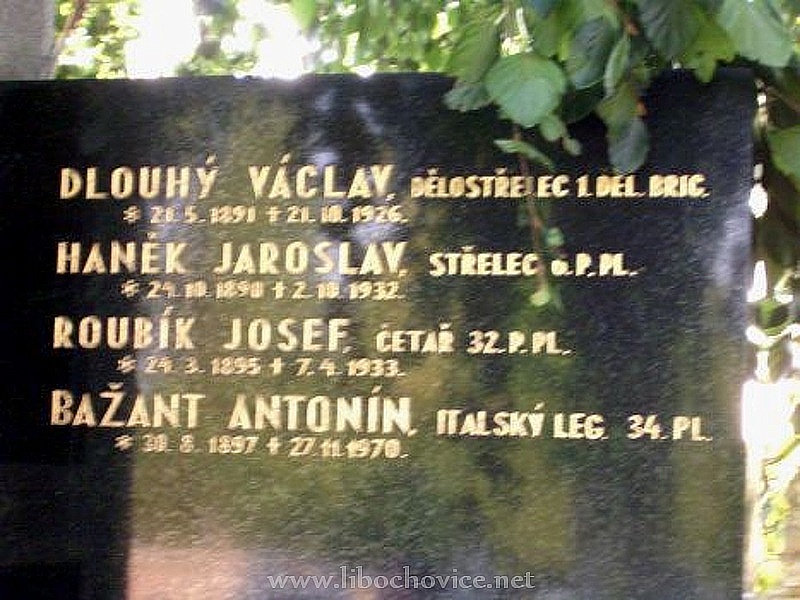 DLOUHÝ VÁCLAV, DĚLOSTŘELEC 1. DEL. BRIG.
* 21.5.1891 + 21.10.1926.
HANĚK JAROSLAV, STŘELEC 6.P.PL.
* 24.10.1890 + 2.10.1932.
ROUBÍK JOSEF, ČETAŘ 32.P.PL.
* 24.3.1895 + 7.4.1933.
BAŽANT ANTONÍN, ITALSKÝ LEG. 34.PL.
* 30.8.1897 + 27.11.1970.
www.libochovice.net